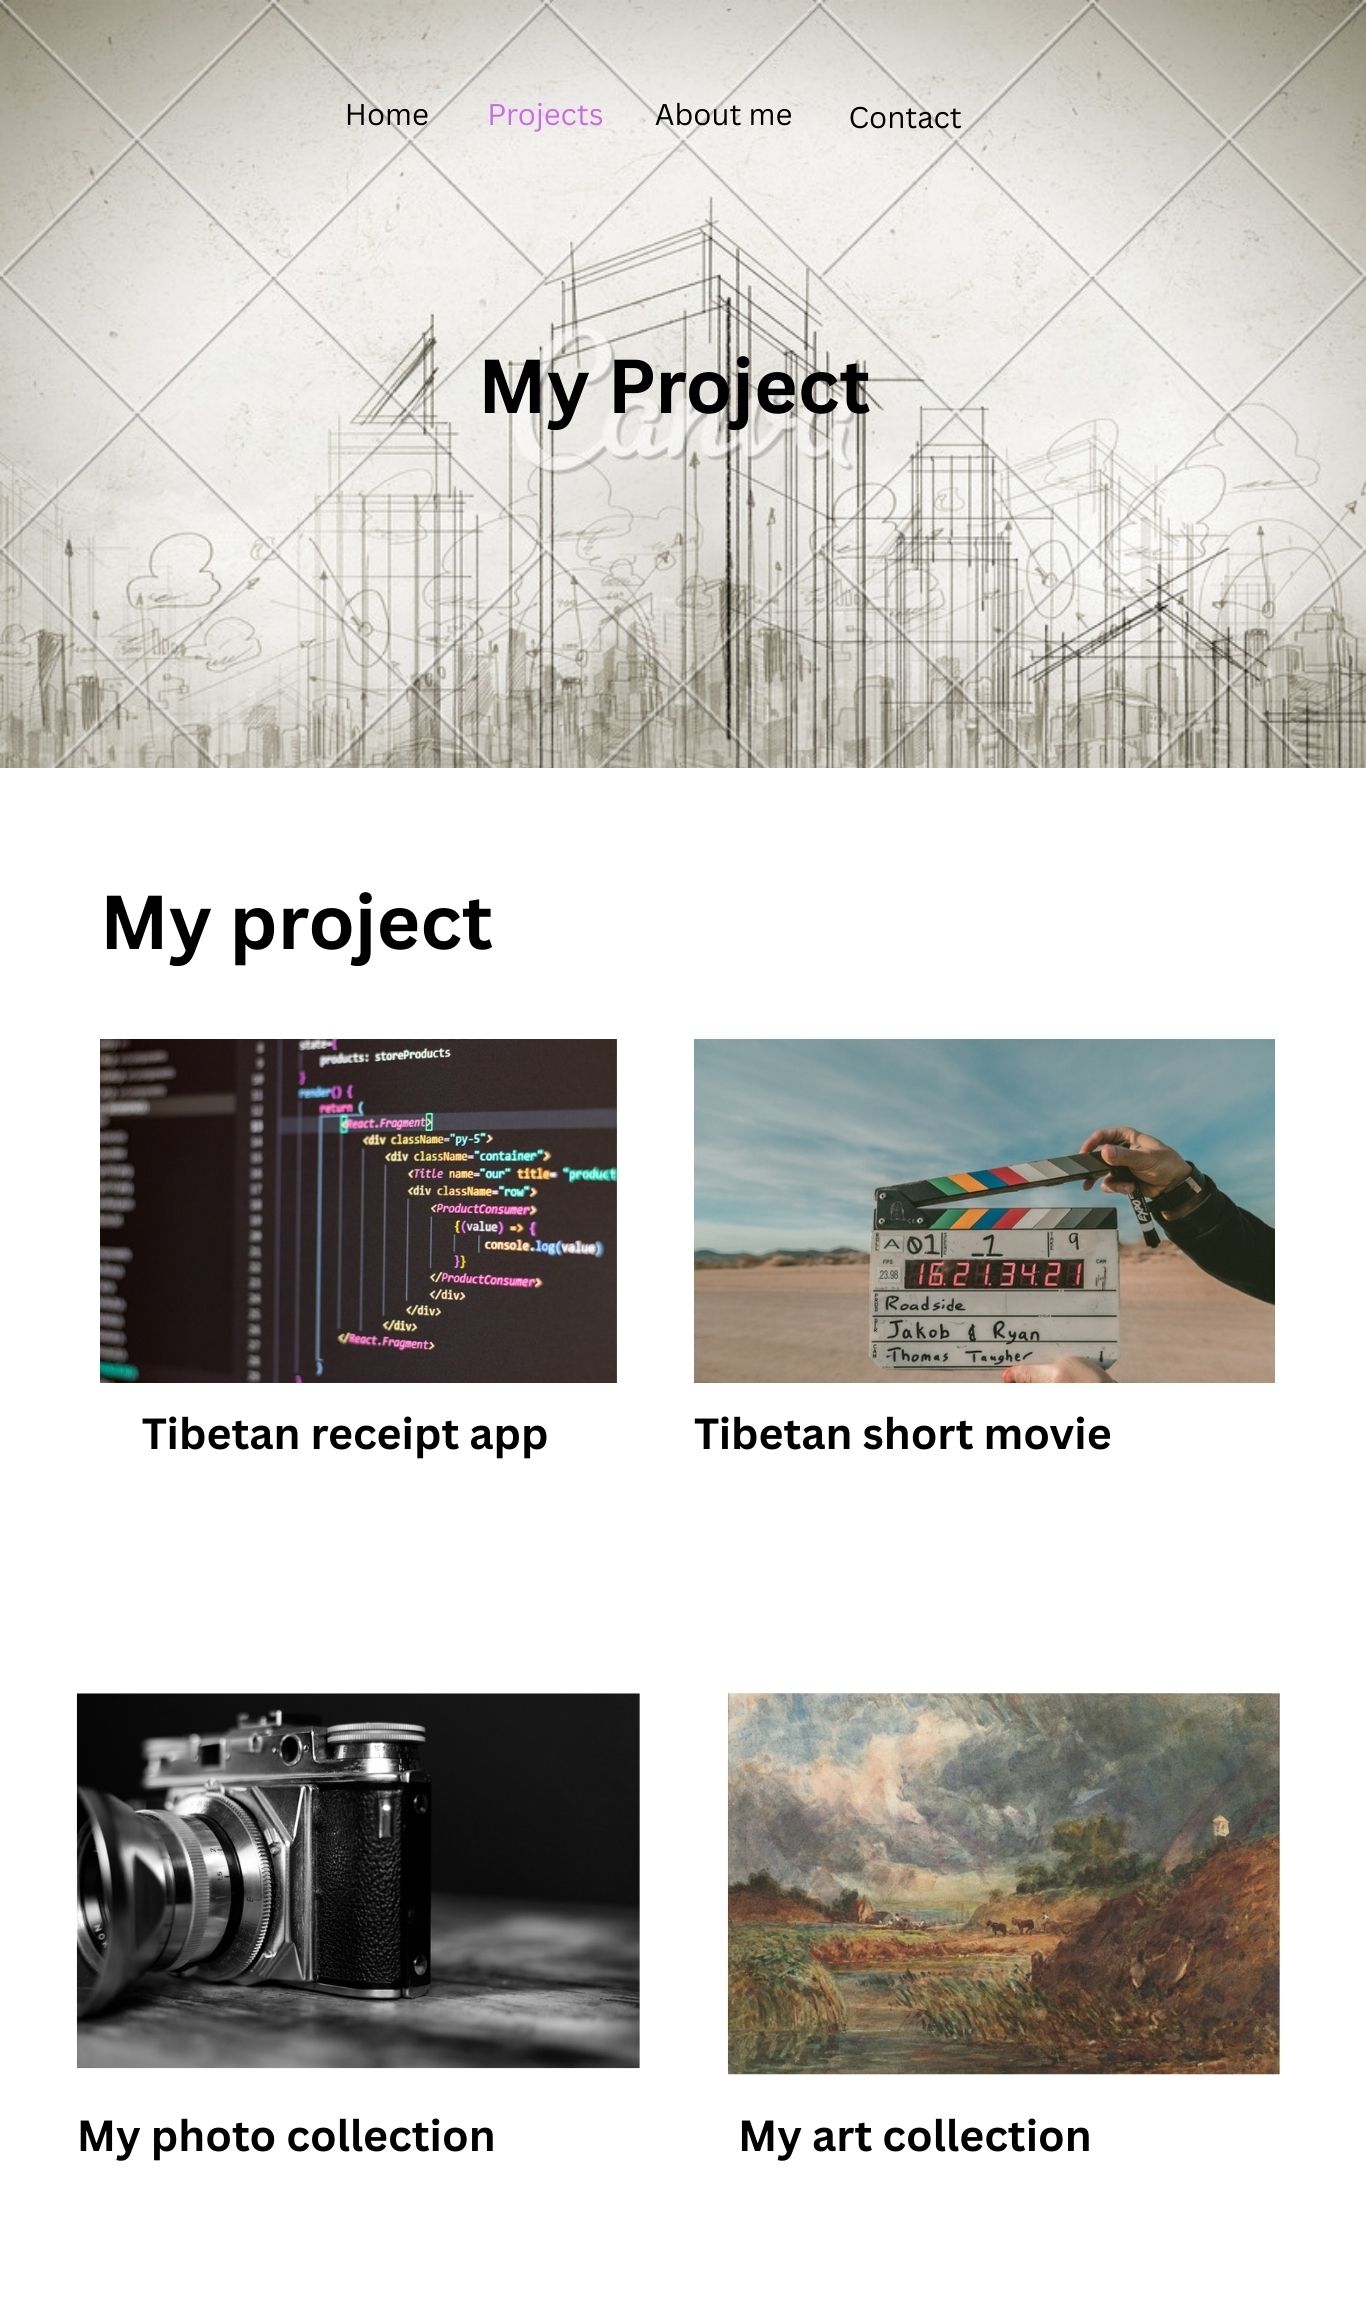 Home Projects About me Contact
My Project
Canva
My project
state={
products: storeProducts
}
render() {
return (
<React.Fragment>
<div className="py-5">
<div className="container">
<Title name="our" title= "product
<div className="row">
<ProductConsumer>
{(value) => {
console.log(value)
}}
</ProductConsumer>
</div>
</div>
</div>
</React.Fragment>
)
}
A 01 1 9
FPS
23.98
CAM
16.21.34.21
Roadside
Jakob & Ryan
Thomas Taugher
Tibetan receipt app
Tibetan short movie
My photo collection
My art collection